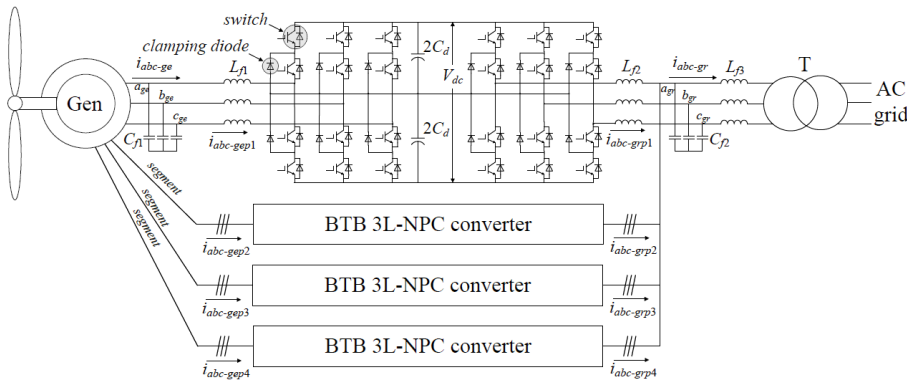 switch
clamping diode
i_abc-ge
L_f1
a_ge
b_ge
c_ge
Gen
C_f1
i_abc-gep1
2C_d
V_dc
2C_d
L_f2
i_abc-gr
L_f3
T
a_gr
b_gr
c_gr
AC
grid
i_abc-grp1
C_f2
segment
segment
segment
BTB 3L-NPC converter
i_abc-gep2
i_abc-grp2
BTB 3L-NPC converter
i_abc-gep3
i_abc-grp3
BTB 3L-NPC converter
i_abc-gep4
i_abc-grp4